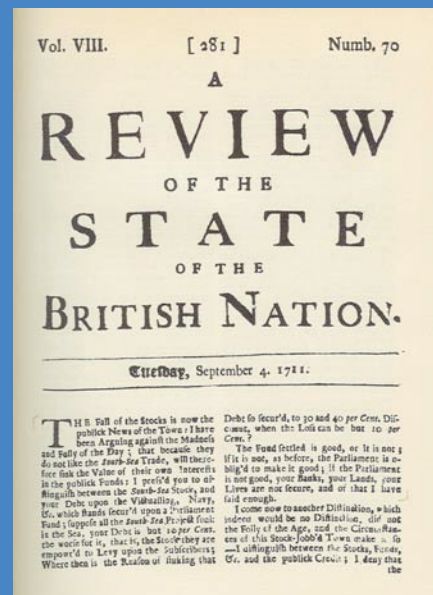 Vol. VIII.	[ 281 ]	Numb. 70
A
REVIEW
OF THE
STATE
OF THE
BRITISH NATION.
Tuesday, September 4. 1711.
THE Fall of the Stocks is now the
publick News of the Town: I have
been Arguing against the Madness
and Folly of the Day; that because they
do not like the South-Sea Trade, will there-
fore sink the Value of their own Interests
in the publick Funds: I press'd you to di-
stinguish between the South-Sea Stock, and
your Debt upon the Victualling, Navy,
&c. which stands secur'd upon a Parliament
Fund; suppose all the South-Sea Project sunk
in the Sea, your Debt is but 10 per Cent.
the worse for it, that is, the Stock they are
empow'r'd to Levy upon the Subscribers;
Where then is the Reason of sinking that
Debt so secur'd, to 30 and 40 per Cent. Dis-
count, when the Loss can be but 10 per
Cent.?
The Fund settled is good, or it is not;
if it is not, as before, the Parliament is o-
blig'd to make it good; if the Parliament
is not good, your Banks, your Lands, your
Lives are not secure, and of that I have
said enough.
I come now to another Distinction, which
indeed would be no Distinction, did not
the Folly of the Age, and the Circumstan-
ces of this Stock-Jobb'd Town make it so
—I distinguish between the Stocks, Funds,
&c. and the publick Credit; I deny that
the